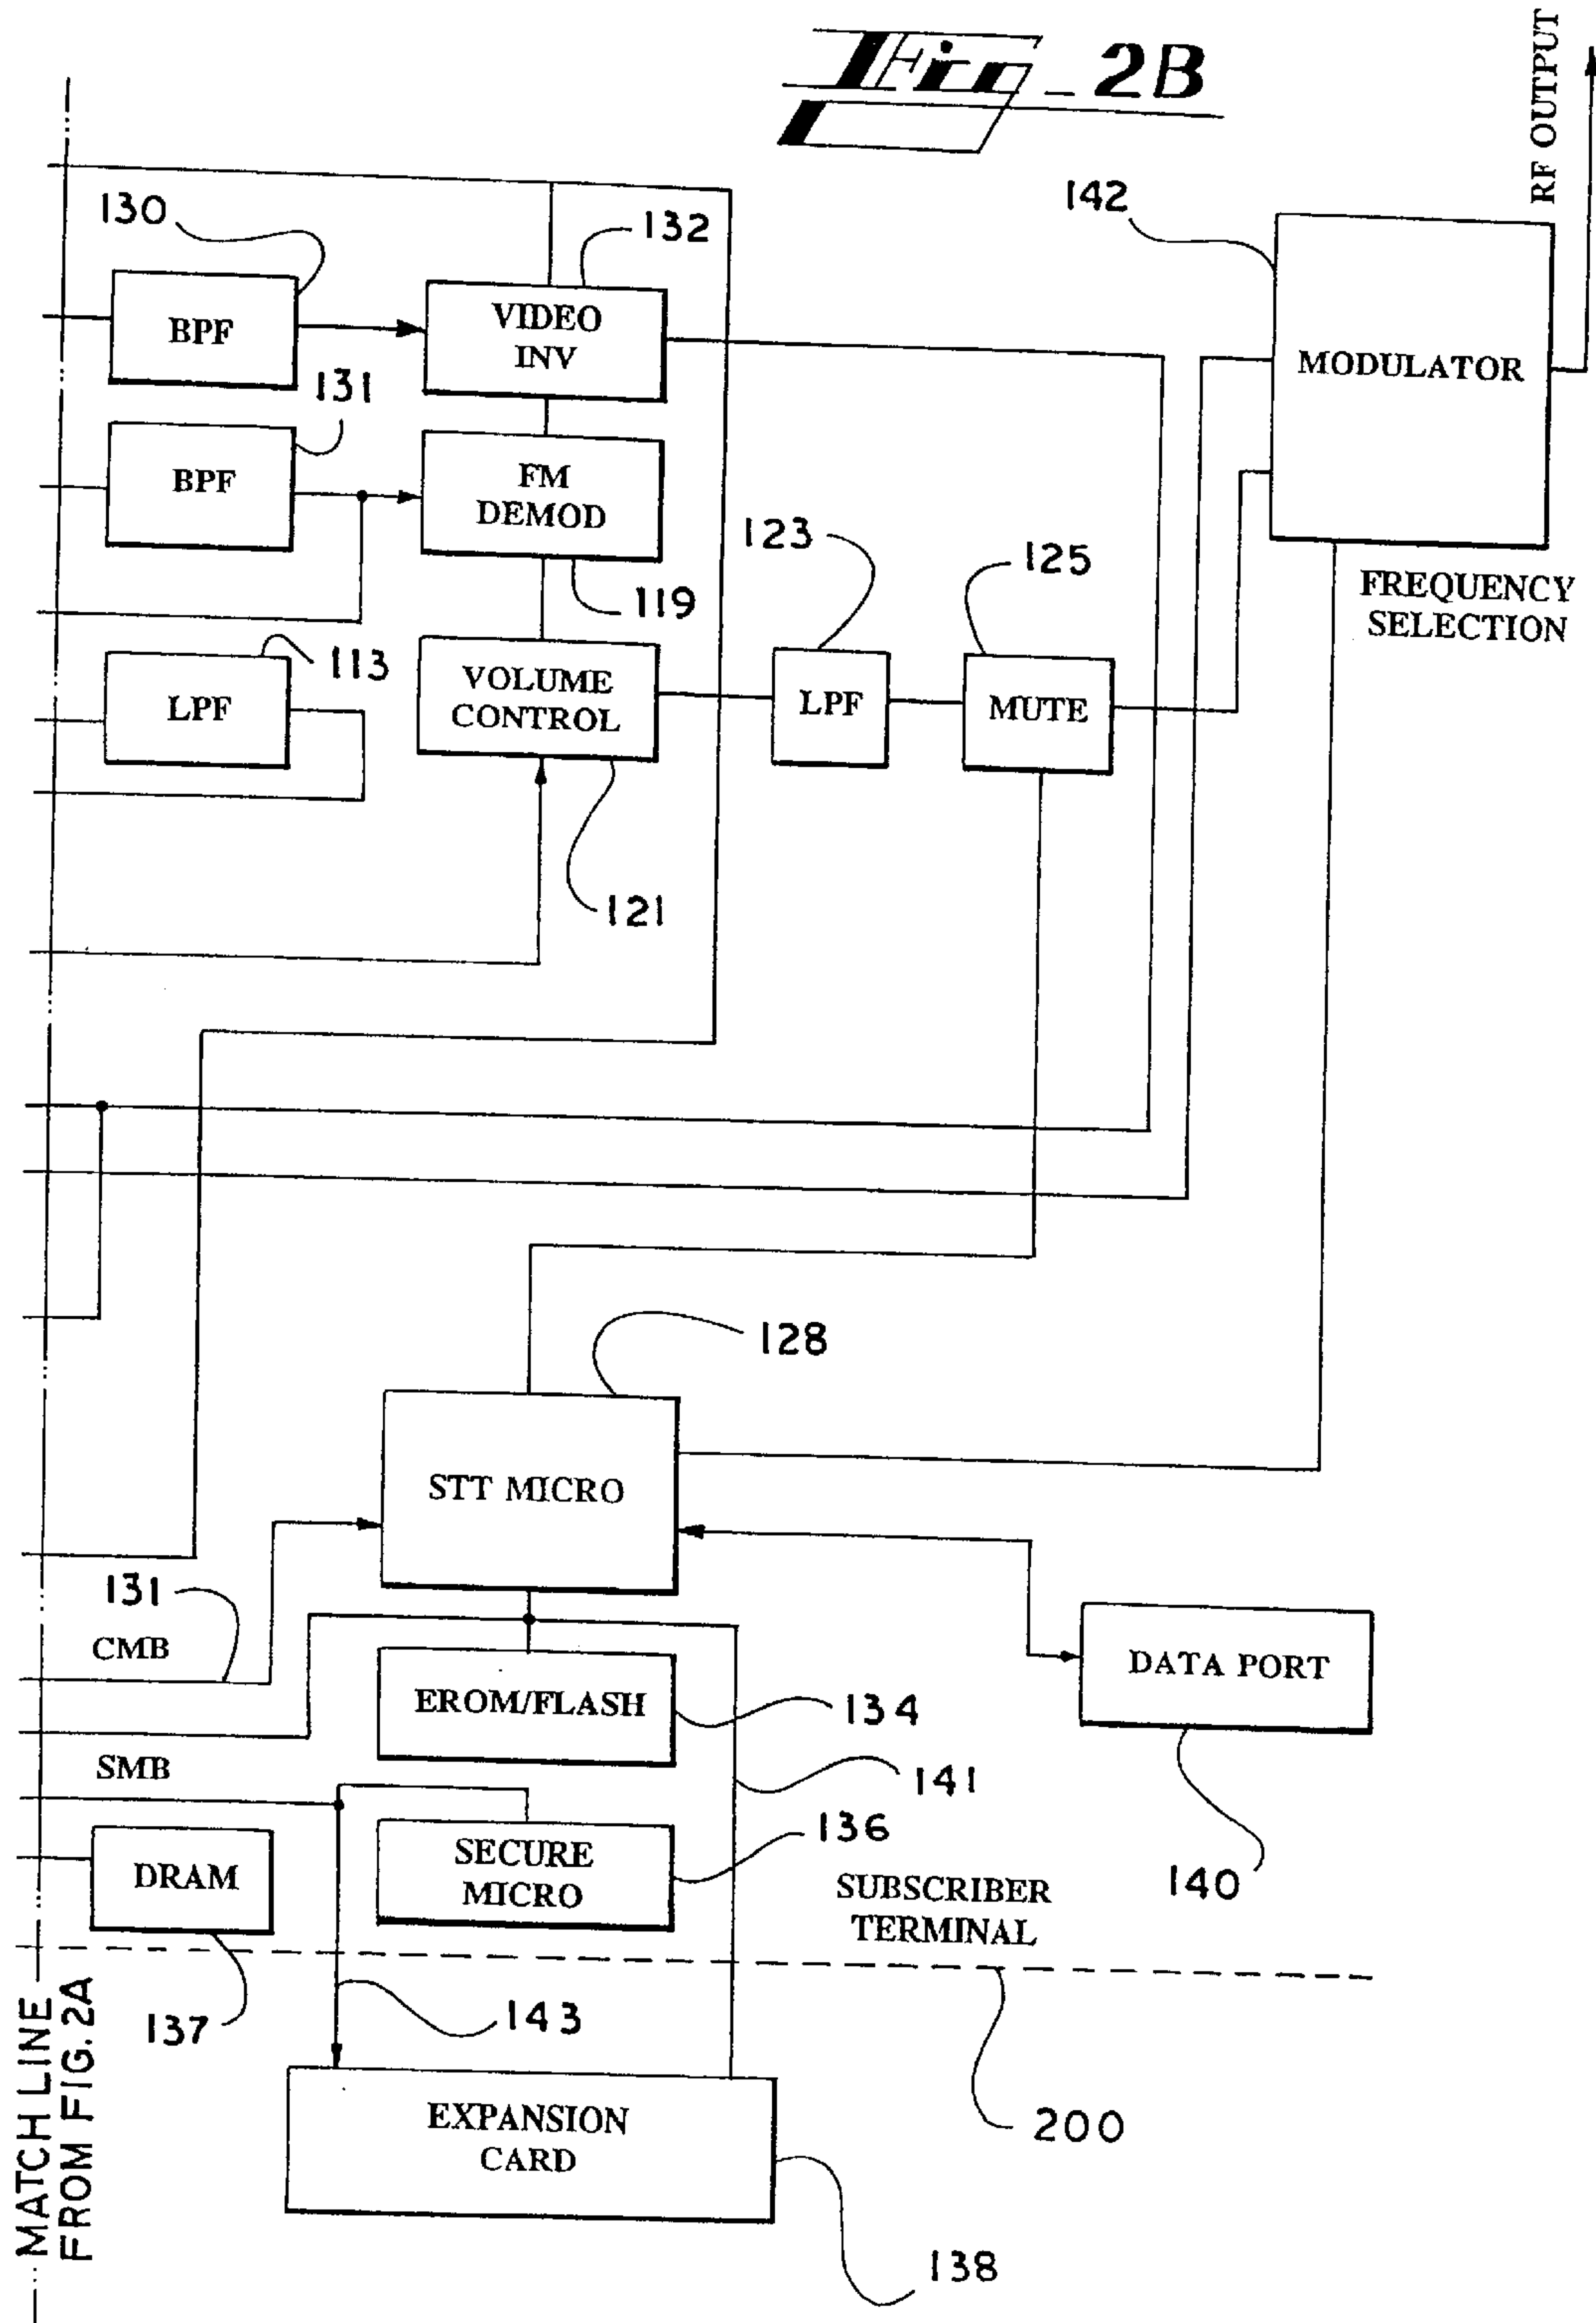 Fig_2B
RF OUTPUT
142
130
132
BPF
VIDEO
INV
MODULATOR
131
BPF
FM
DEMOD
123
125
FREQUENCY
SELECTION
119
113
LPF
VOLUME
CONTROL
LPF
MUTE
121
128
STT MICRO
131
CMB
DATA PORT
EROM/FLASH
134
SMB
141
136
SECURE
MICRO
140
DRAM
SUBSCRIBER
TERMINAL
137
143
MATCH LINE
FROM FIG. 2A
EXPANSION
CARD
200
138